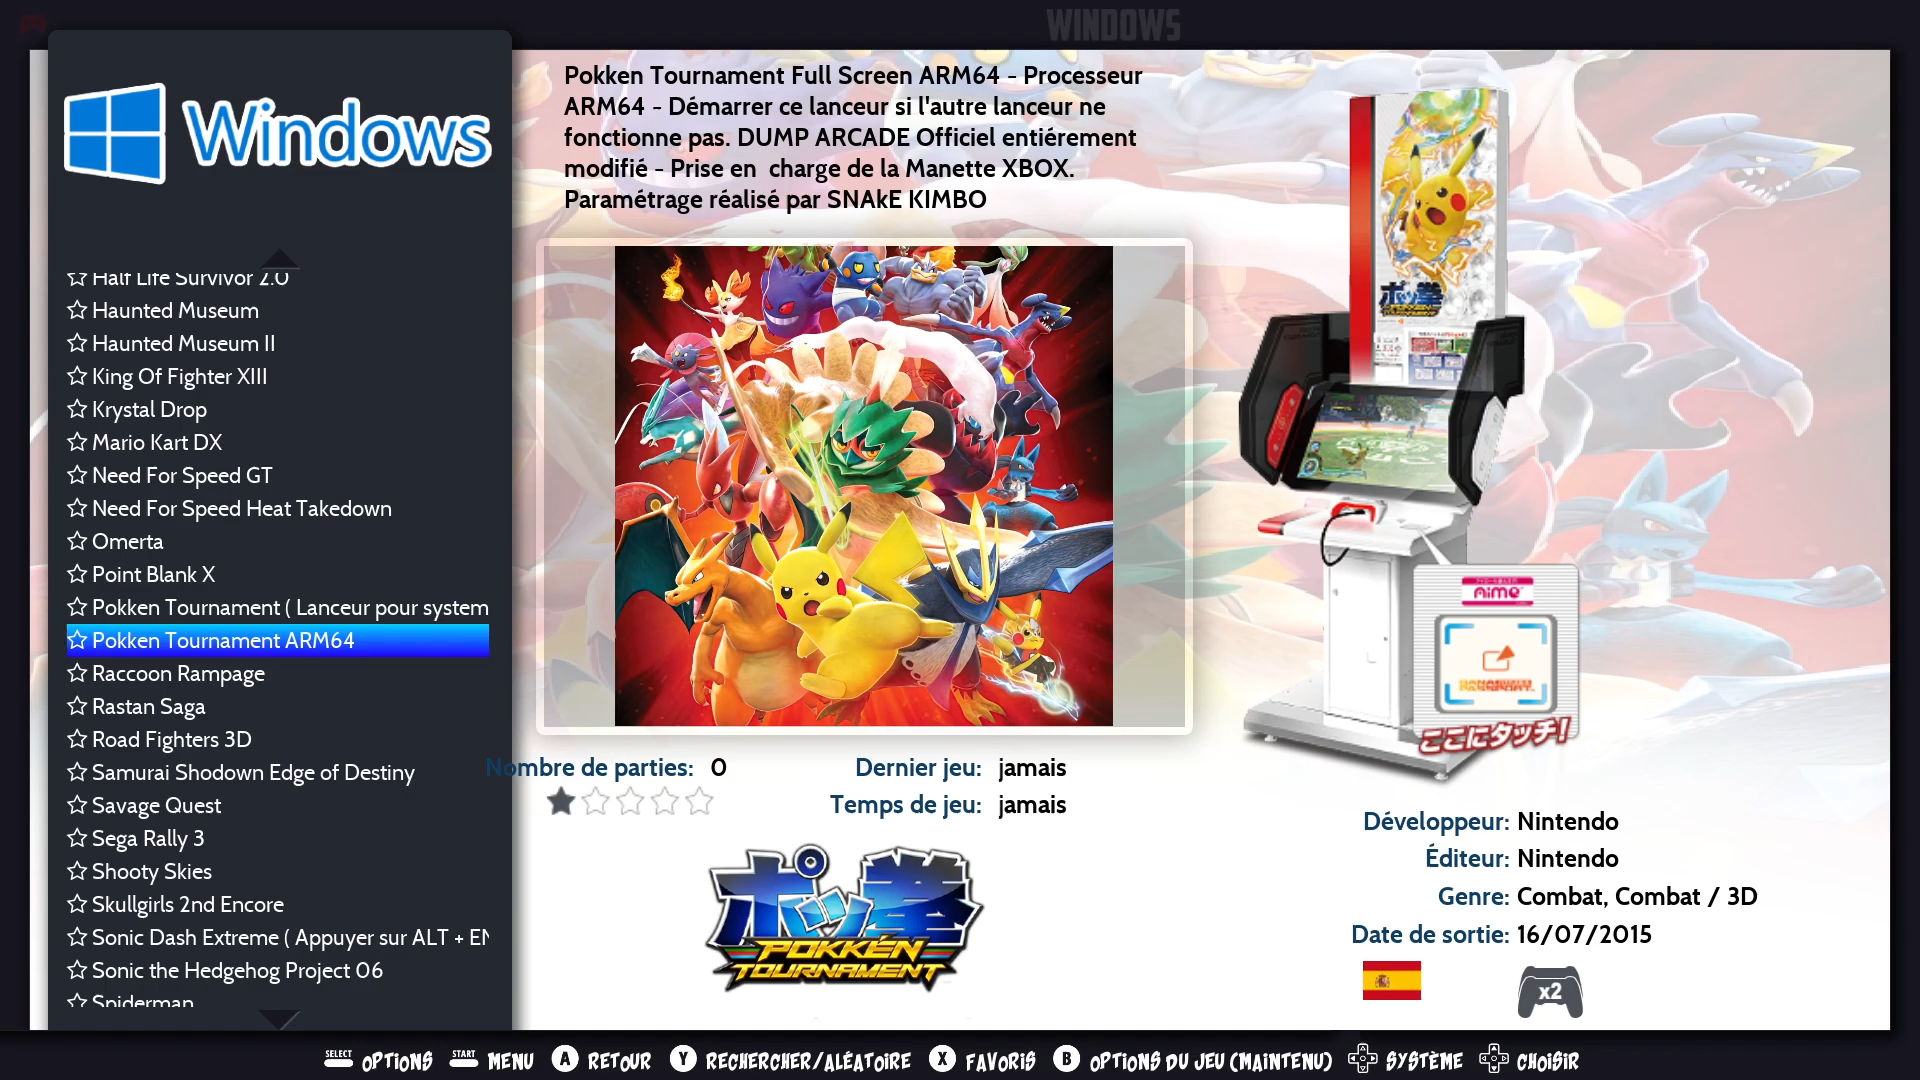 WINDOWS
Windows
Pokken Tournament Full Screen ARM64 - Processeur
ARM64 - Démarrer ce lanceur si l'autre lanceur ne
fonctionne pas. DUMP ARCADE Officiel entiérement
modifié - Prise en  charge de la Manette XBOX.
Paramétrage réalisé par SNAkE KIMBO
Half Life Survivor 2.0
Haunted Museum
Haunted Museum II
King Of Fighter XIII
Krystal Drop
Mario Kart DX
Need For Speed GT
Need For Speed Heat Takedown
Omerta
Point Blank X
Pokken Tournament ( Lanceur pour system
Pokken Tournament ARM64
Raccoon Rampage
Rastan Saga
Road Fighters 3D
Samurai Shodown Edge of Destiny
Savage Quest
Sega Rally 3
Shooty Skies
Skullgirls 2nd Encore
Sonic Dash Extreme ( Appuyer sur ALT + EN
Sonic the Hedgehog Project 06
Spiderman
ポッ拳
Aime
BANAPASSPORT
ここにタッチ!
Nombre de parties: 0
Dernier jeu: jamais
Temps de jeu: jamais
ポッ拳
POKKÉN
TOURNAMENT
Développeur: Nintendo
Éditeur: Nintendo
Genre: Combat, Combat / 3D
Date de sortie: 16/07/2015
x2
SELECT OPTIONS START MENU A RETOUR Y RECHERCHER/ALÉATOIRE X FAVORIS B OPTIONS DU JEU (MAINTENU) SYSTÈME CHOISIR